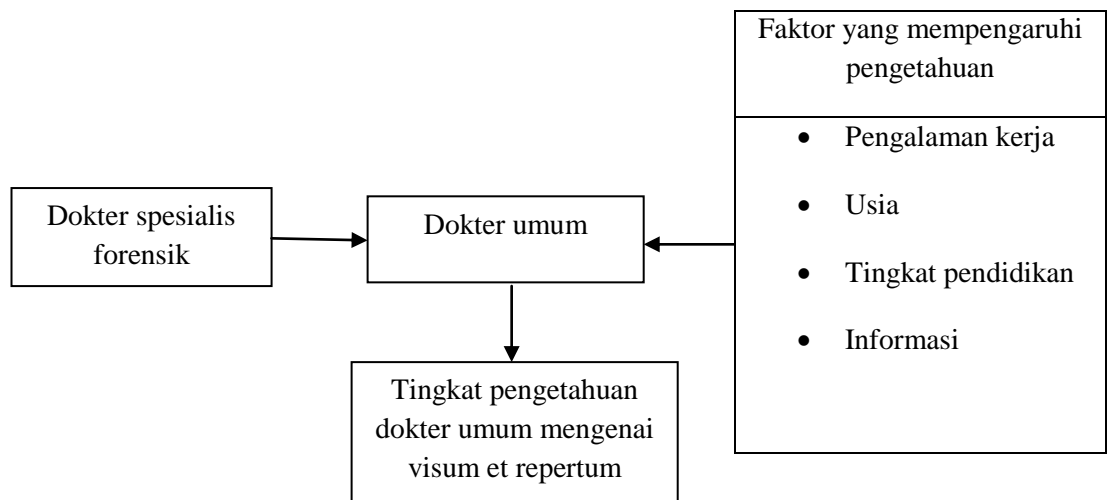 Faktor yang mempengaruhi
pengetahuan
• Pengalaman kerja
• Usia
• Tingkat pendidikan
• Informasi
Dokter spesialis
forensik
Dokter umum
Tingkat pengetahuan
dokter umum mengenai
visum et repertum